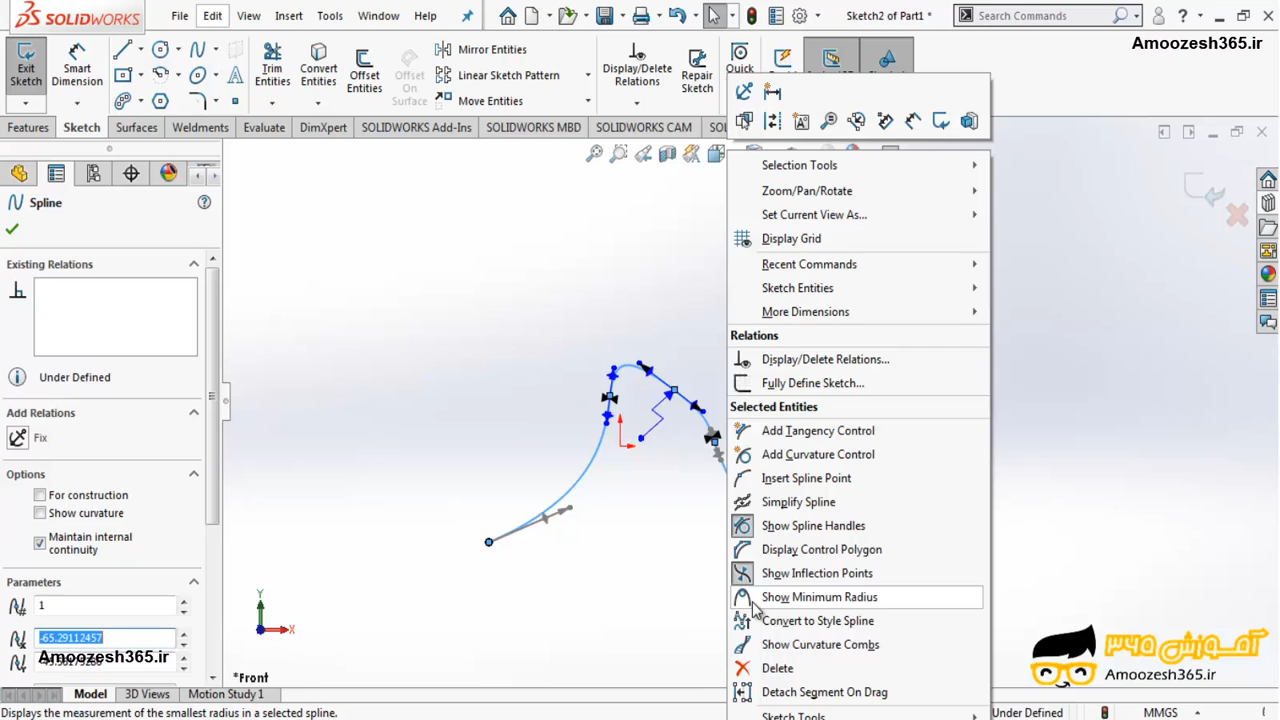 SOLIDWORKS
File
Edit
View
Insert
Tools
Window
Help
Sketch2 of Part1 *
Search Commands
Amoozesh365.ir
Exit Sketch
Smart Dimension
Trim Entities
Convert Entities
Offset Entities
Offset On Surface
Mirror Entities
Linear Sketch Pattern
Move Entities
Display/Delete Relations
Repair Sketch
Quick
Features
Sketch
Surfaces
Weldments
Evaluate
DimXpert
SOLIDWORKS Add-Ins
SOLIDWORKS MBD
SOLIDWORKS CAM
Spline
Existing Relations
Under Defined
Add Relations
Fix
Options
For construction
Show curvature
Maintain internal continuity
Parameters
1
-65.29112457
Amoozesh365.ir
Selection Tools
Zoom/Pan/Rotate
Set Current View As...
Display Grid
Recent Commands
Sketch Entities
More Dimensions
Relations
Display/Delete Relations...
Fully Define Sketch...
Selected Entities
Add Tangency Control
Add Curvature Control
Insert Spline Point
Simplify Spline
Show Spline Handles
Display Control Polygon
Show Inflection Points
Show Minimum Radius
Convert to Style Spline
Show Curvature Combs
Delete
Detach Segment On Drag
Sketch Tools
Y
X
*Front
آموزش ۳۶۵
Amoozesh365.ir
Model
3D Views
Motion Study 1
Displays the measurement of the smallest radius in a selected spline.
Under Defined
MMGS